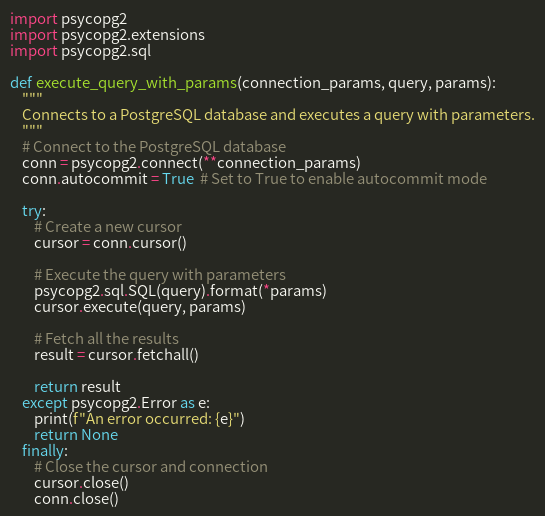 import psycopg2
import psycopg2.extensions
import psycopg2.sql

def execute_query_with_params(connection_params, query, params):
    """
    Connects to a PostgreSQL database and executes a query with parameters.
    """
    # Connect to the PostgreSQL database
    conn = psycopg2.connect(**connection_params)
    conn.autocommit = True  # Set to True to enable autocommit mode

    try:
        # Create a new cursor
        cursor = conn.cursor()

        # Execute the query with parameters
        psycopg2.sql.SQL(query).format(*params)
        cursor.execute(query, params)

        # Fetch all the results
        result = cursor.fetchall()

        return result
    except psycopg2.Error as e:
        print(f"An error occurred: {e}")
        return None
    finally:
        # Close the cursor and connection
        cursor.close()
        conn.close()